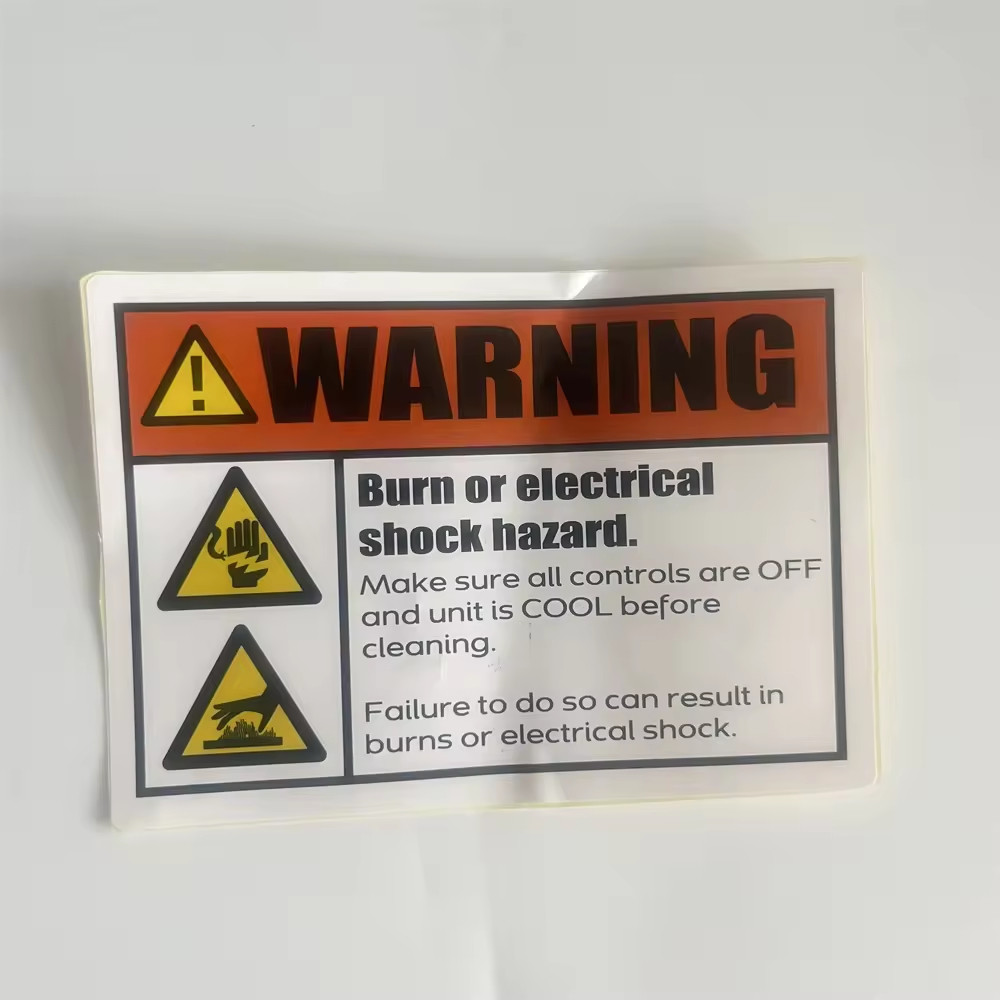 WARNING
Burn or electrical
shock hazard.
Make sure all controls are OFF
and unit is COOL before
cleaning.
Failure to do so can result in
burns or electrical shock.